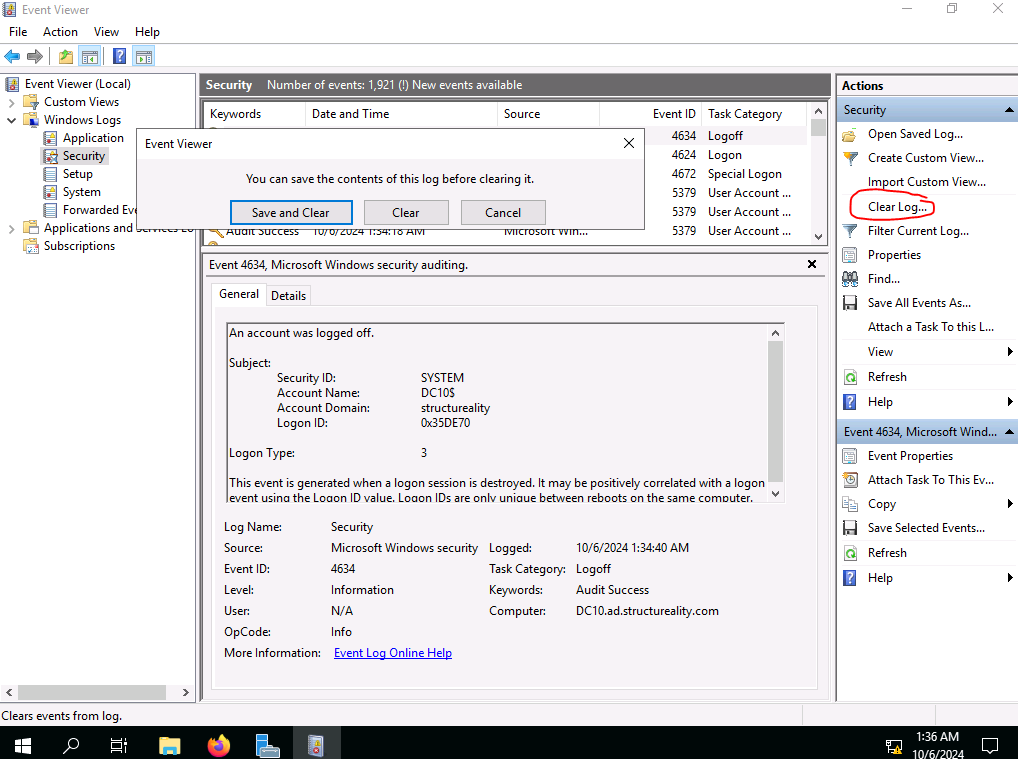 Event Viewer
File Action View Help
Event Viewer (Local)
Custom Views
Windows Logs
Application
Security
Setup
System
Forwarded Eve
Applications and Services Lo
Subscriptions
Security Number of events: 1,921 (!) New events available
Keywords Date and Time Source Event ID Task Category
4634 Logoff
4624 Logon
4672 Special Logon
5379 User Account ...
5379 User Account ...
Audit Success 10/6/2024 1:34:18 AM Microsoft Win... 5379 User Account ...
Event Viewer
You can save the contents of this log before clearing it.
Save and Clear Clear Cancel
Event 4634, Microsoft Windows security auditing.
General Details
An account was logged off.
Subject:
Security ID: SYSTEM
Account Name: DC10$
Account Domain: structureality
Logon ID: 0x35DE70
Logon Type: 3
This event is generated when a logon session is destroyed. It may be positively correlated with a logon
event using the Logon ID value. Logon IDs are only unique between reboots on the same computer.
Log Name: Security
Source: Microsoft Windows security Logged: 10/6/2024 1:34:40 AM
Event ID: 4634 Task Category: Logoff
Level: Information Keywords: Audit Success
User: N/A Computer: DC10.ad.structureality.com
OpCode: Info
More Information: Event Log Online Help
Actions
Security
Open Saved Log...
Create Custom View...
Import Custom View...
Clear Log...
Filter Current Log...
Properties
Find...
Save All Events As...
Attach a Task To this L...
View
Refresh
Help
Event 4634, Microsoft Wind...
Event Properties
Attach Task To This Ev...
Copy
Save Selected Events...
Refresh
Help
Clears events from log.
1:36 AM
10/6/2024